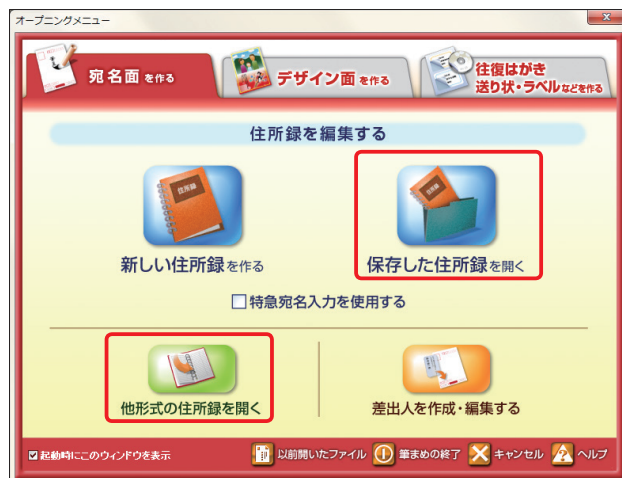 オープニングメニュー
宛名面を作る
デザイン面を作る
往復はがき
送り状・ラベルなどを作る
住所録を編集する
住所録
住所録
新しい住所録を作る
保存した住所録を開く
特急宛名入力を使用する
他形式の住所録を開く
差出人を作成・編集する
起動時にこのウィンドウを表示
以前開いたファイル
筆まめの終了
キャンセル
ヘルプ